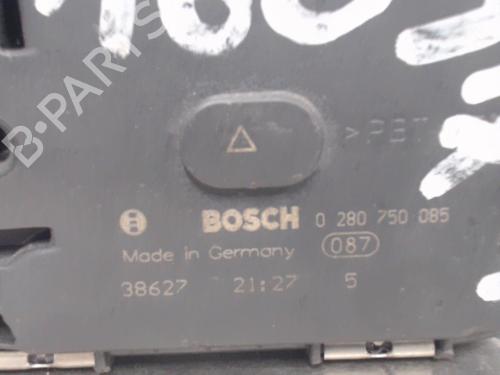 >PBT
BOSCH 0 280 750 085
Made in Germany 087
38627 21:27 5
B-Parts